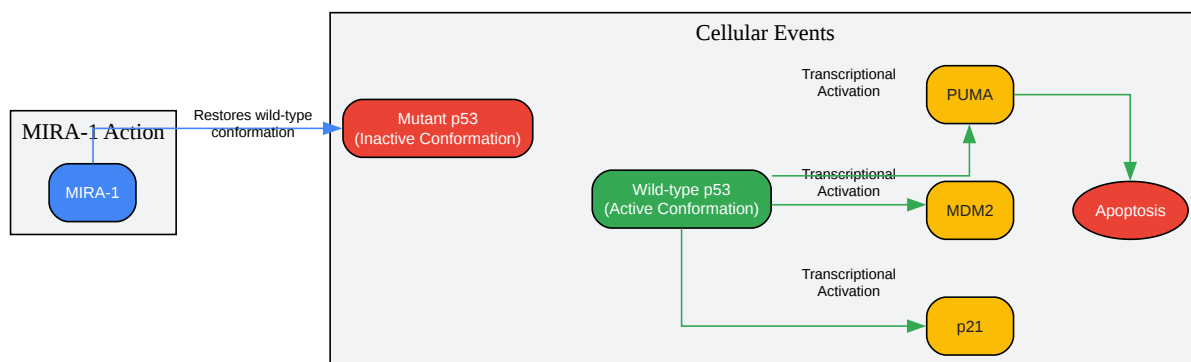 Cellular Events
MIRA-1 Action
MIRA-1
Restores wild-type
conformation
Mutant p53
(Inactive Conformation)
Wild-type p53
(Active Conformation)
Transcriptional
Activation
PUMA
Transcriptional
Activation
MDM2
Apoptosis
Transcriptional
Activation
p21